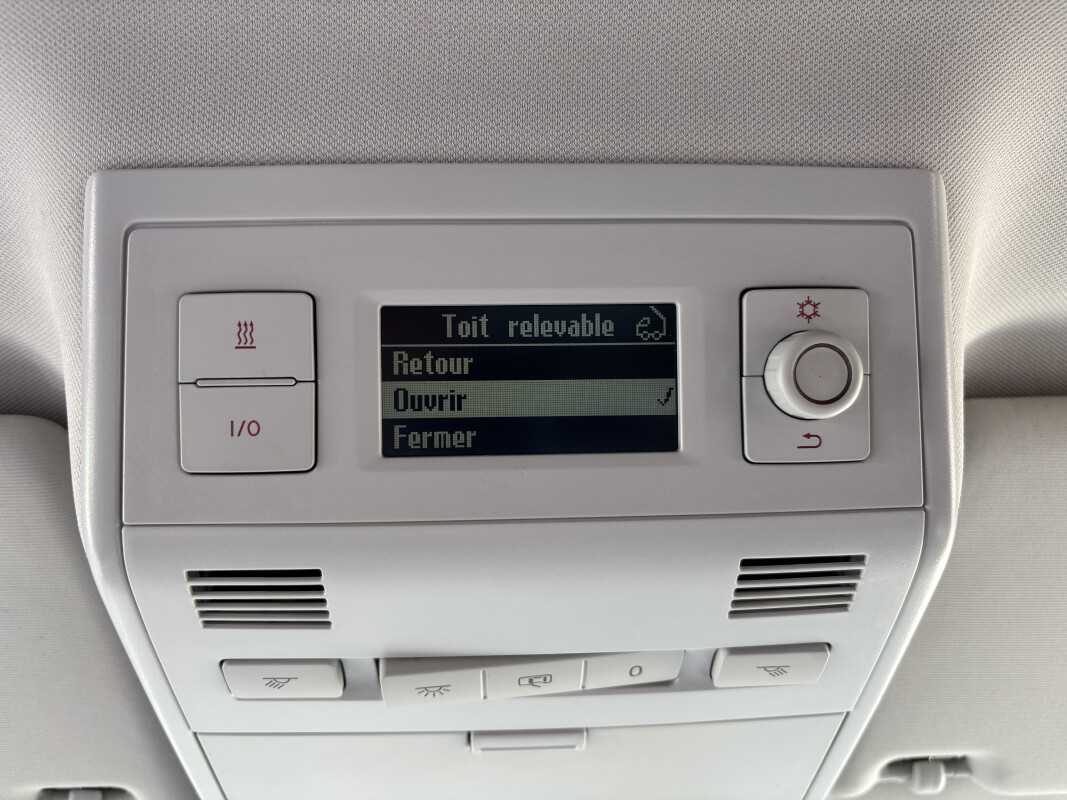 Toit relevable
Retour
Ouvrir
Fermer
I/O
O